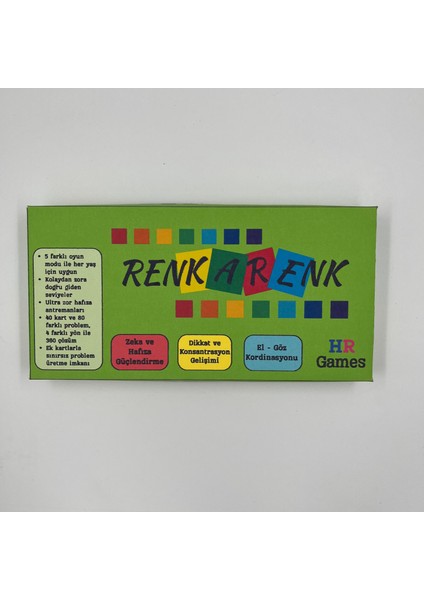 RENKARENK
• 5 farklı oyun
modu ile her yaş
için uygun
• Kolaydan zora
doğru giden
seviyeler
• Ultra zor hafıza
antremanları
• 40 kart ve 80
farklı problem,
4 farklı yön ile
360 çözüm
• Ek kartlarla
sınırsız problem
üretme imkanı
Zeka ve
Hafıza
Güçlendirme
Dikkat ve
Konsantrasyon
Gelişimi
El - Göz
Kordinasyonu
HR
Games